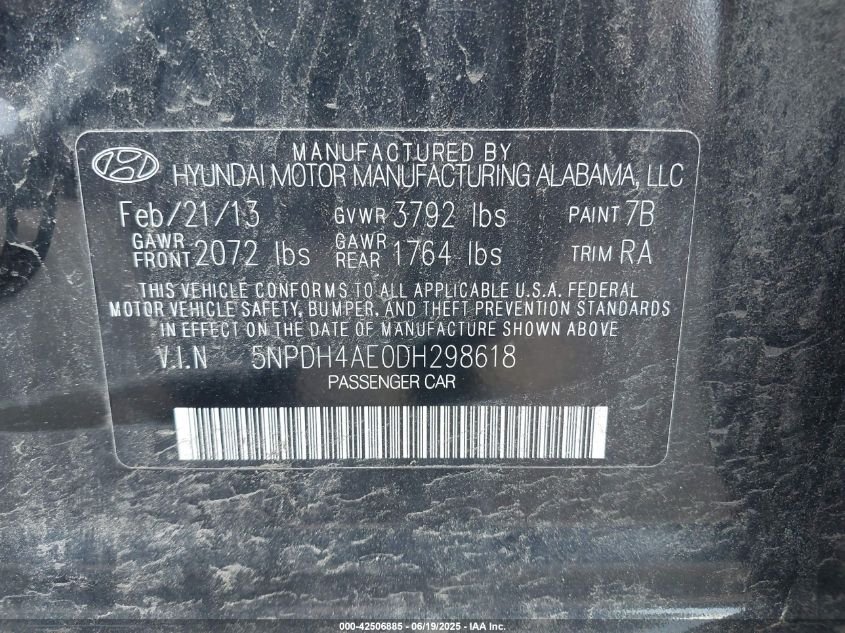 MANUFACTURED BY
HYUNDAI MOTOR MANUFACTURING ALABAMA, LLC
Feb/21/13 GVWR 3792 lbs PAINT 7B
GAWR FRONT 2072 lbs GAWR REAR 1764 lbs TRIM RA
THIS VEHICLE CONFORMS TO ALL APPLICABLE U.S.A. FEDERAL
MOTOR VEHICLE SAFETY, BUMPER, AND THEFT PREVENTION STANDARDS
IN EFFECT ON THE DATE OF MANUFACTURE SHOWN ABOVE.
V.I.N 5NPDH4AE0DH298618
PASSENGER CAR
000-42506885 - 06/19/2025 - IAA Inc.